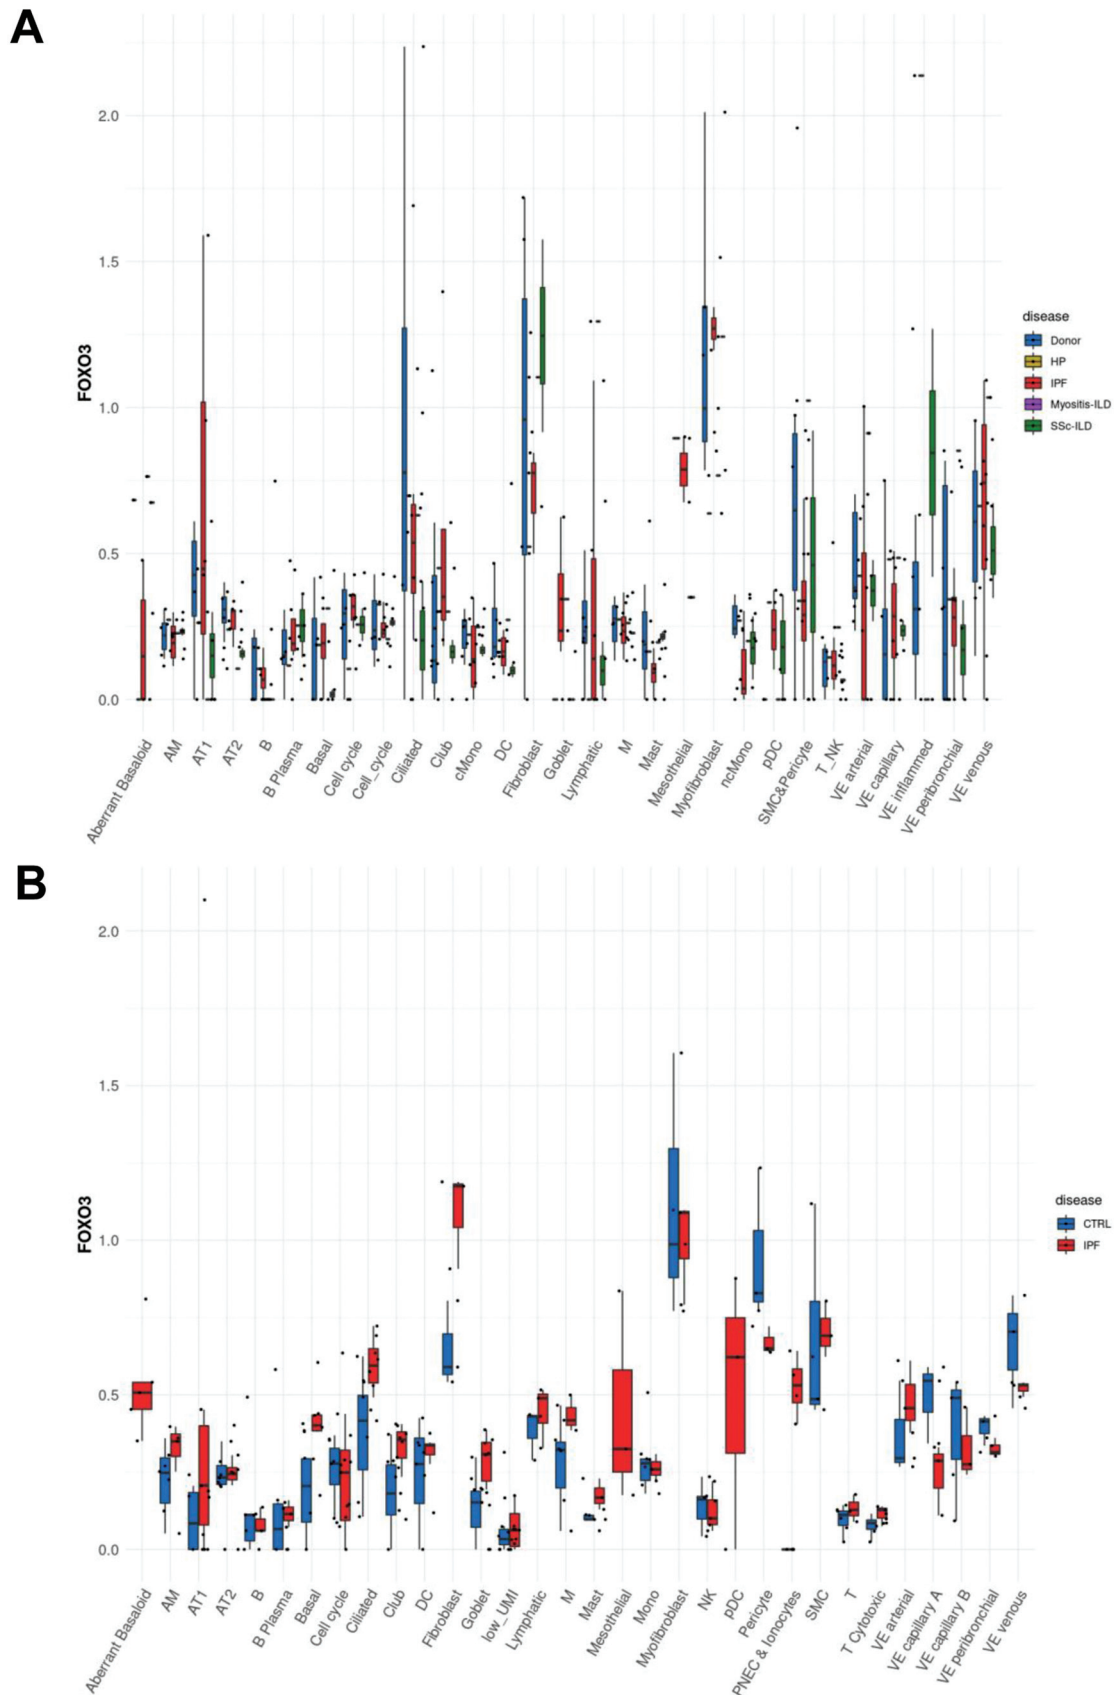 A
FOXO3
2.0
1.5
1.0
0.5
0.0
Aberrant Basaloid
AM
AT1
AT2
B
B Plasma
Basal
Cell cycle
Cell_cycle
Ciliated
Club
cMono
DC
Fibroblast
Goblet
Lymphatic
M
Mast
Mesothelial
Myofibroblast
ncMono
pDC
SMC&Pericyte
T_NK
VE arterial
VE capillary
VE inflammed
VE peribronchial
VE venous
disease
Donor
HP
IPF
Myositis-ILD
SSc-ILD
B
FOXO3
2.0
1.5
1.0
0.5
0.0
Aberrant Basaloid
AM
AT1
AT2
B
B Plasma
Basal
Cell cycle
Ciliated
Club
DC
Fibroblast
Goblet
low_UMI
Lymphatic
M
Mast
Mesothelial
Mono
Myofibroblast
NK
pDC
Pericyte
PNEC & Ionocytes
SMC
T
T Cytotoxic
VE arterial
VE capillary A
VE capillary B
VE peribronchial
VE venous
disease
CTRL
IPF